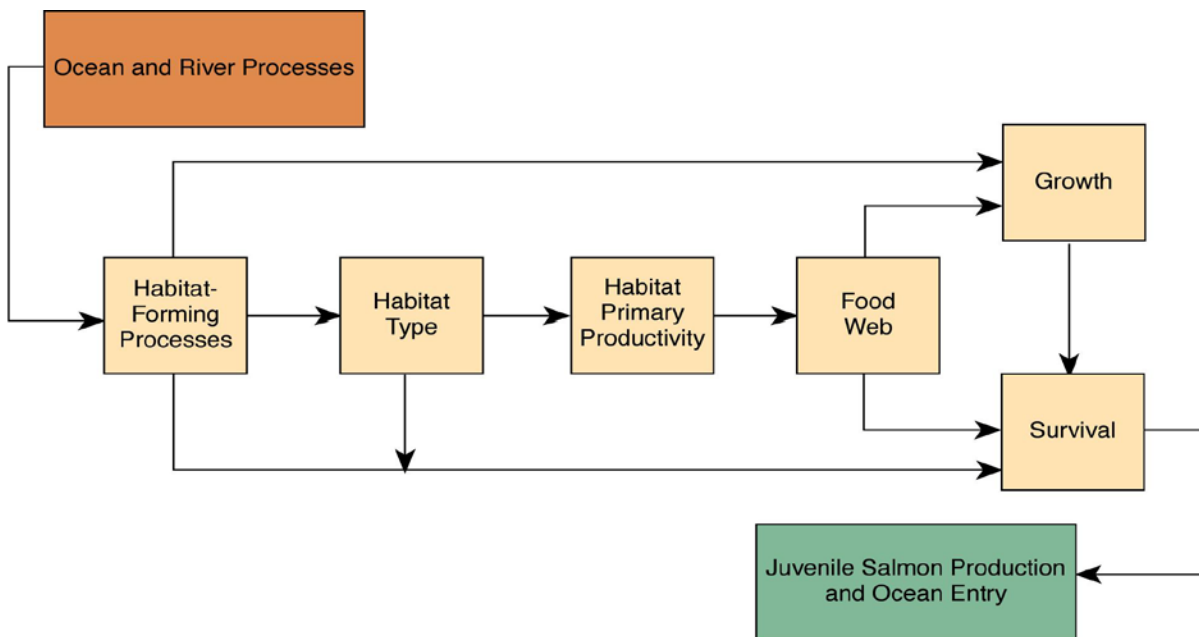 Ocean and River Processes
Growth
Habitat-
Forming
Processes
Habitat
Type
Habitat
Primary
Productivity
Food
Web
Survival
Juvenile Salmon Production
and Ocean Entry